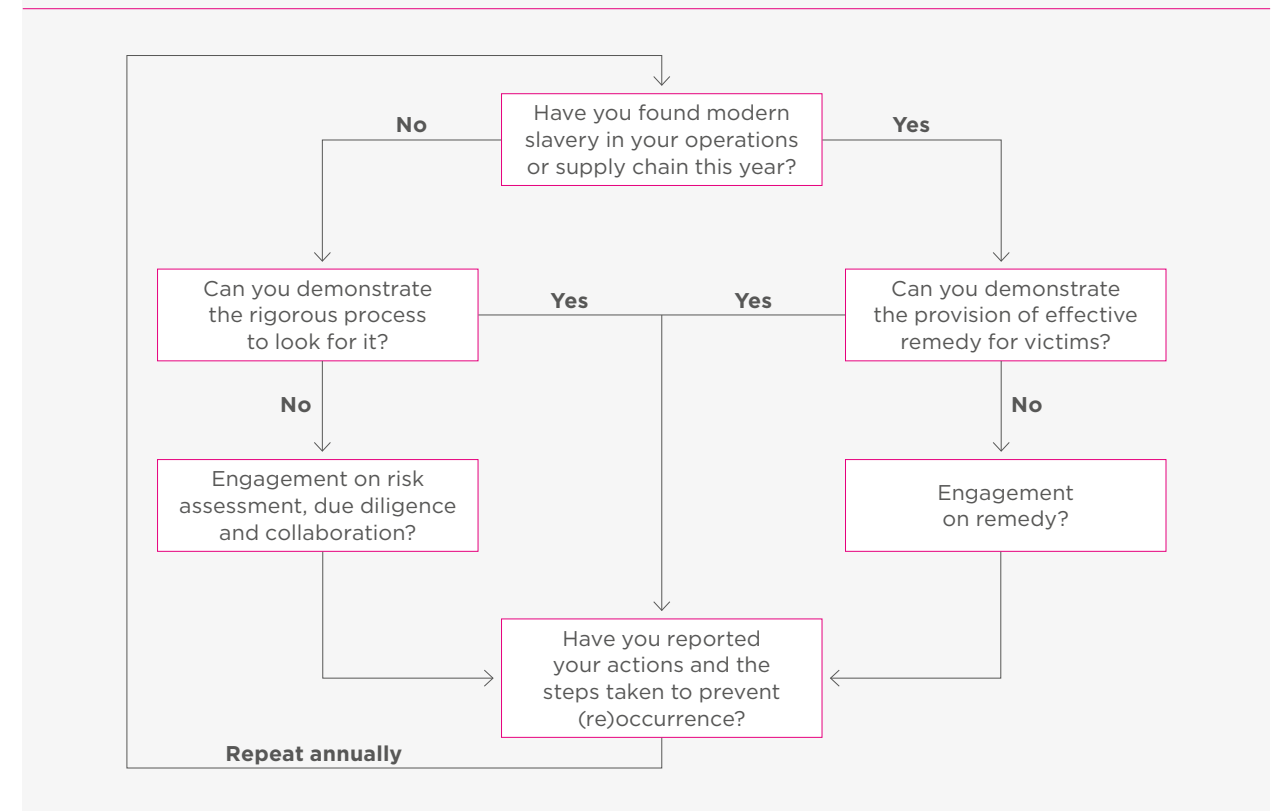 Have you found modern
slavery in your operations
or supply chain this year?
No
Yes
Can you demonstrate
the rigorous process
to look for it?
Yes
Yes
Can you demonstrate
the provision of effective
remedy for victims?
No
No
Engagement on risk
assessment, due diligence
and collaboration?
Engagement
on remedy?
Have you reported
your actions and the
steps taken to prevent
(re)occurrence?
Repeat annually